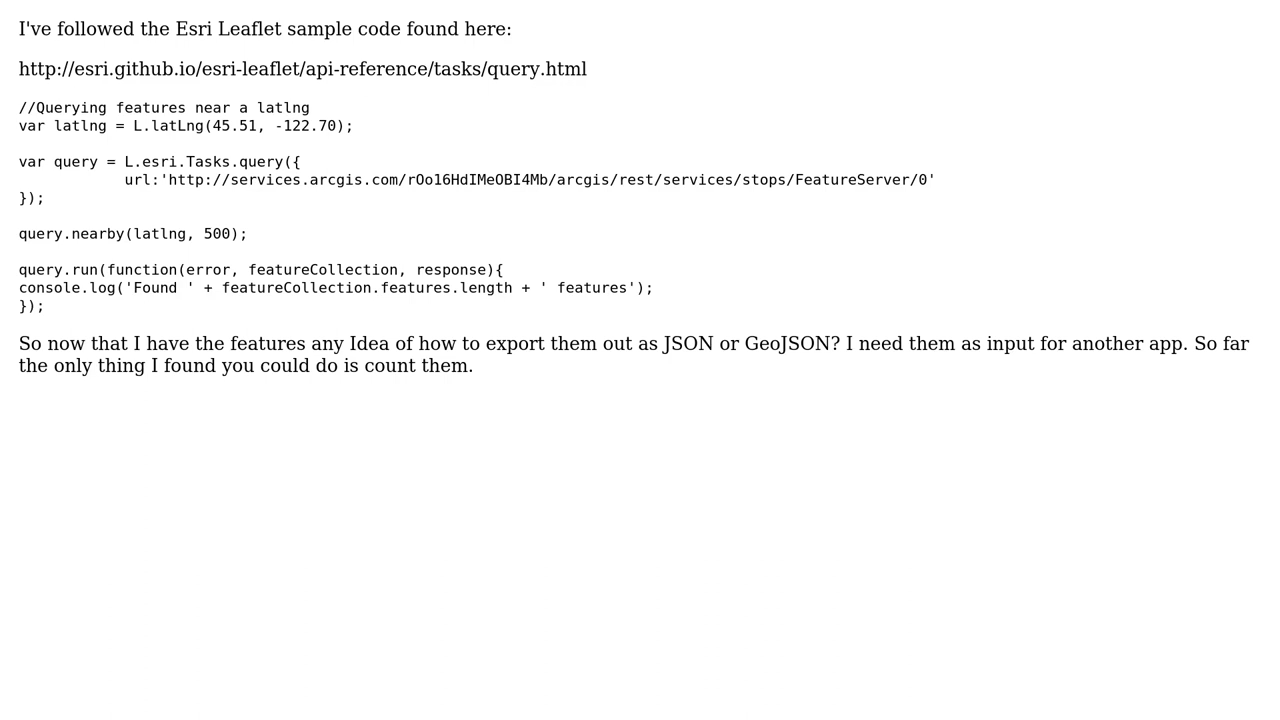 I've followed the Esri Leaflet sample code found here:
http://esri.github.io/esri-leaflet/api-reference/tasks/query.html
//Querying features near a latlng
var latlng = L.latLng(45.51, -122.70);
var query = L.esri.Tasks.query({
            url:'http://services.arcgis.com/rOo16HdIMeOBI4Mb/arcgis/rest/services/stops/FeatureServer/0'
});
query.nearby(latlng, 500);
query.run(function(error, featureCollection, response){
console.log('Found ' + featureCollection.features.length + ' features');
});
So now that I have the features any Idea of how to export them out as JSON or GeoJSON? I need them as input for another app. So far
the only thing I found you could do is count them.